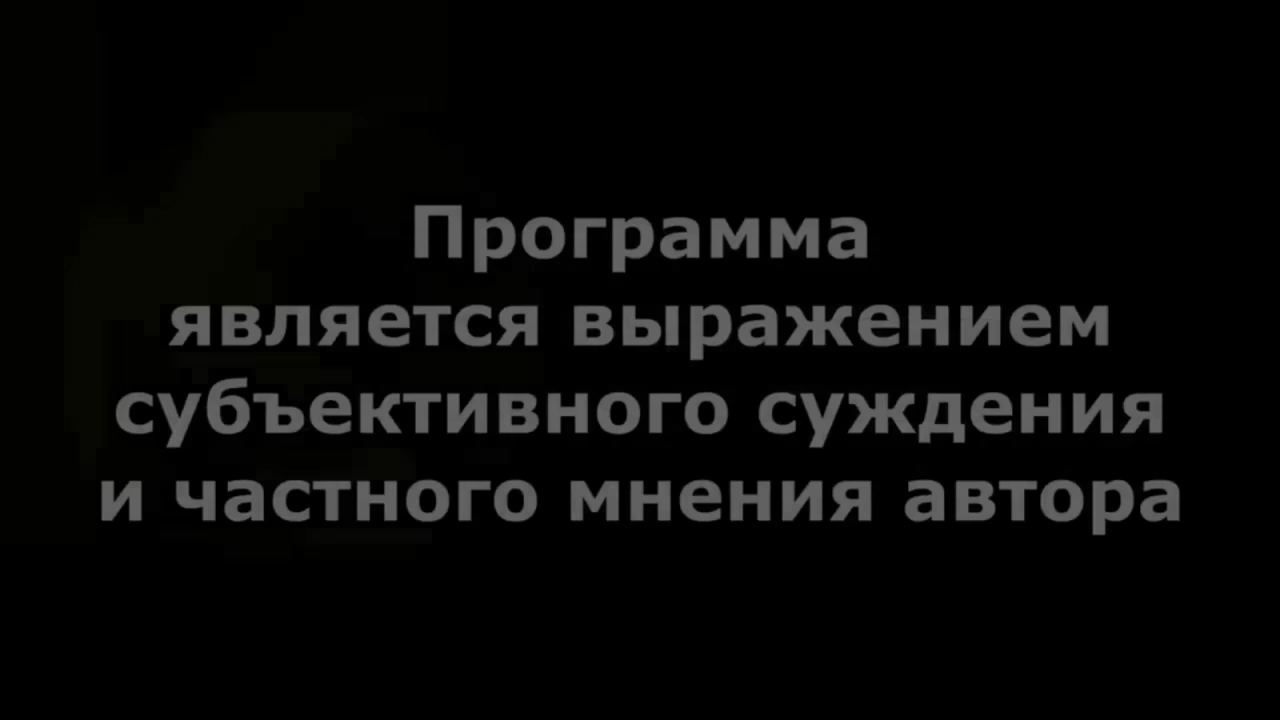 Программа
является выражением
субъективного суждения
и частного мнения автора